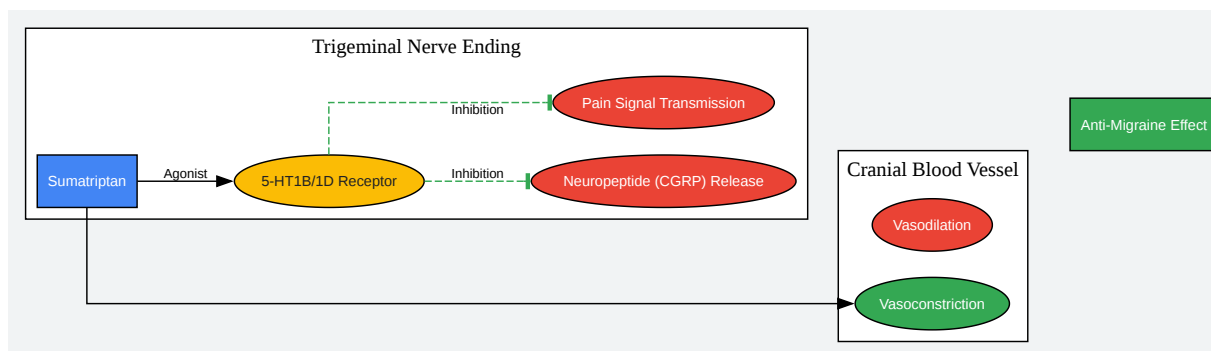 Trigeminal Nerve Ending
Pain Signal Transmission
Inhibition
Anti-Migraine Effect
Sumatriptan
Agonist
5-HT1B/1D Receptor
Inhibition
Neuropeptide (CGRP) Release
Cranial Blood Vessel
Vasodilation
Vasoconstriction